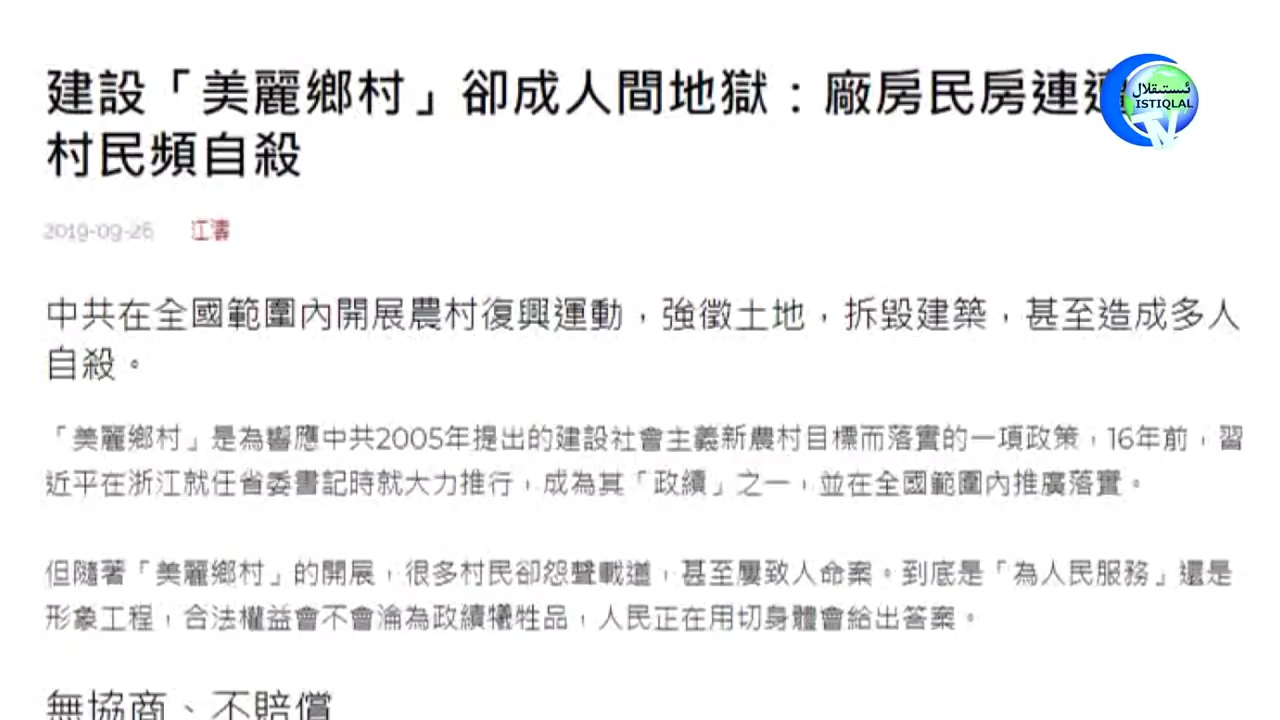 建設「美麗鄉村」卻成人間地獄：廠房民房連
村民頻自殺
ئىستىقلال
ISTIQLAL
TV
2019-09-26 江濤
中共在全國範圍內開展農村復興運動，強徵土地，拆毀建築，甚至造成多人
自殺。
「美麗鄉村」是為響應中共2005年提出的建設社會主義新農村目標而落實的一項政策，16年前，習
近平在浙江就任省委書記時就大力推行，成為其「政績」之一，並在全國範圍內推廣落實。
但隨著「美麗鄉村」的開展，很多村民卻怨聲載道，甚至屢致人命案。到底是「為人民服務」還是
形象工程，合法權益會不會淪為政績犧牲品，人民正在用切身體會給出答案。
無協商、不賠償